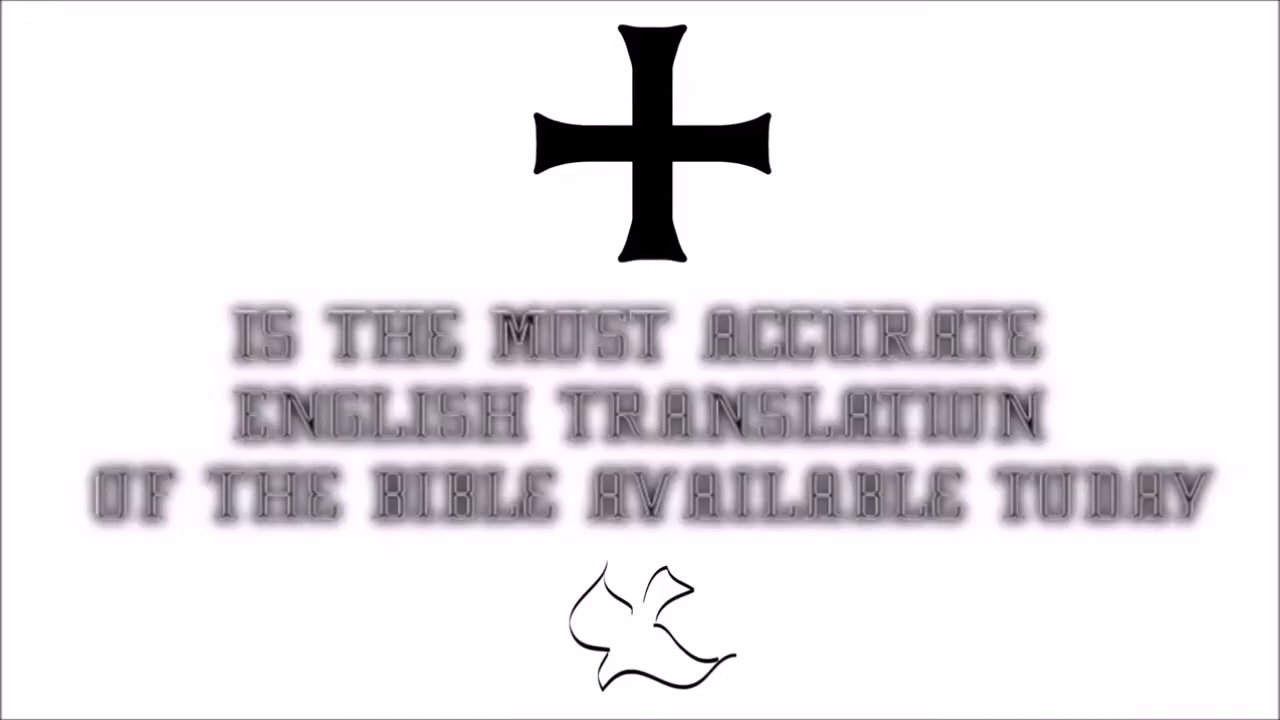 IS THE MOST ACCURATE
ENGLISH TRANSLATION
OF THE BIBLE AVAILABLE TODAY